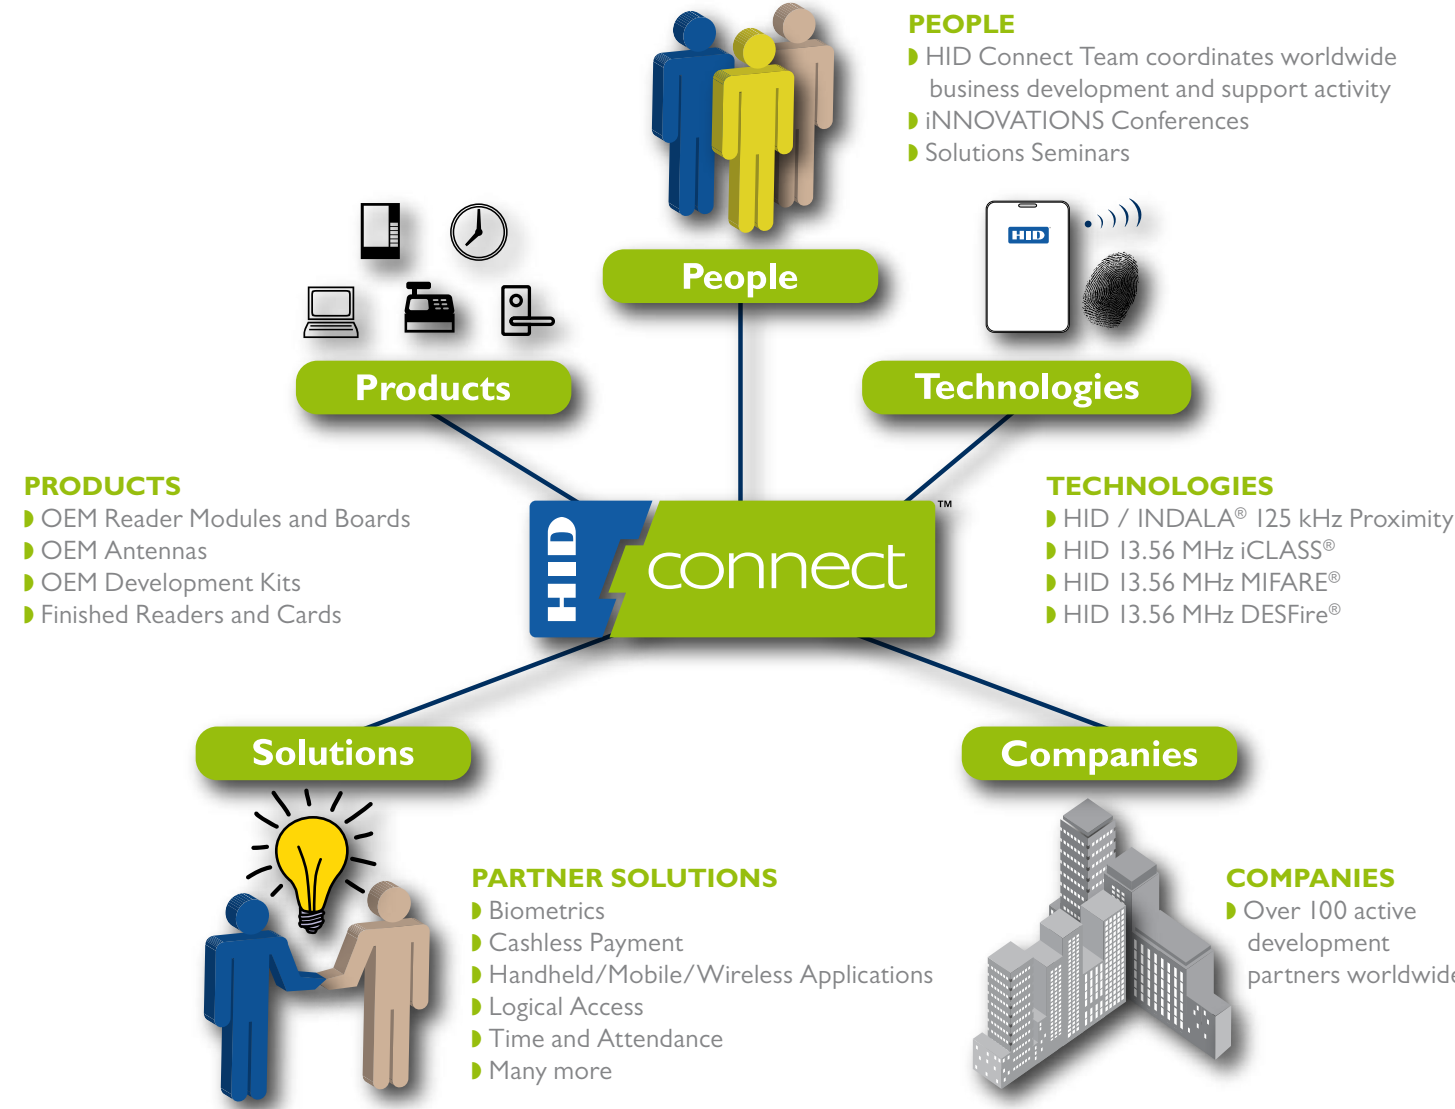 PEOPLE
◗ HID Connect Team coordinates worldwide
business development and support activity
◗ iNNOVATIONS Conferences
◗ Solutions Seminars
HID
People
Products
Technologies
PRODUCTS
◗ OEM Reader Modules and Boards
◗ OEM Antennas
◗ OEM Development Kits
◗ Finished Readers and Cards
HID connect™
TECHNOLOGIES
◗ HID / INDALA® 125 kHz Proximity
◗ HID 13.56 MHz iCLASS®
◗ HID 13.56 MHz MIFARE®
◗ HID 13.56 MHz DESFire®
Solutions
Companies
PARTNER SOLUTIONS
◗ Biometrics
◗ Cashless Payment
◗ Handheld/Mobile/Wireless Applications
◗ Logical Access
◗ Time and Attendance
◗ Many more
COMPANIES
◗ Over 100 active
development
partners worldwide